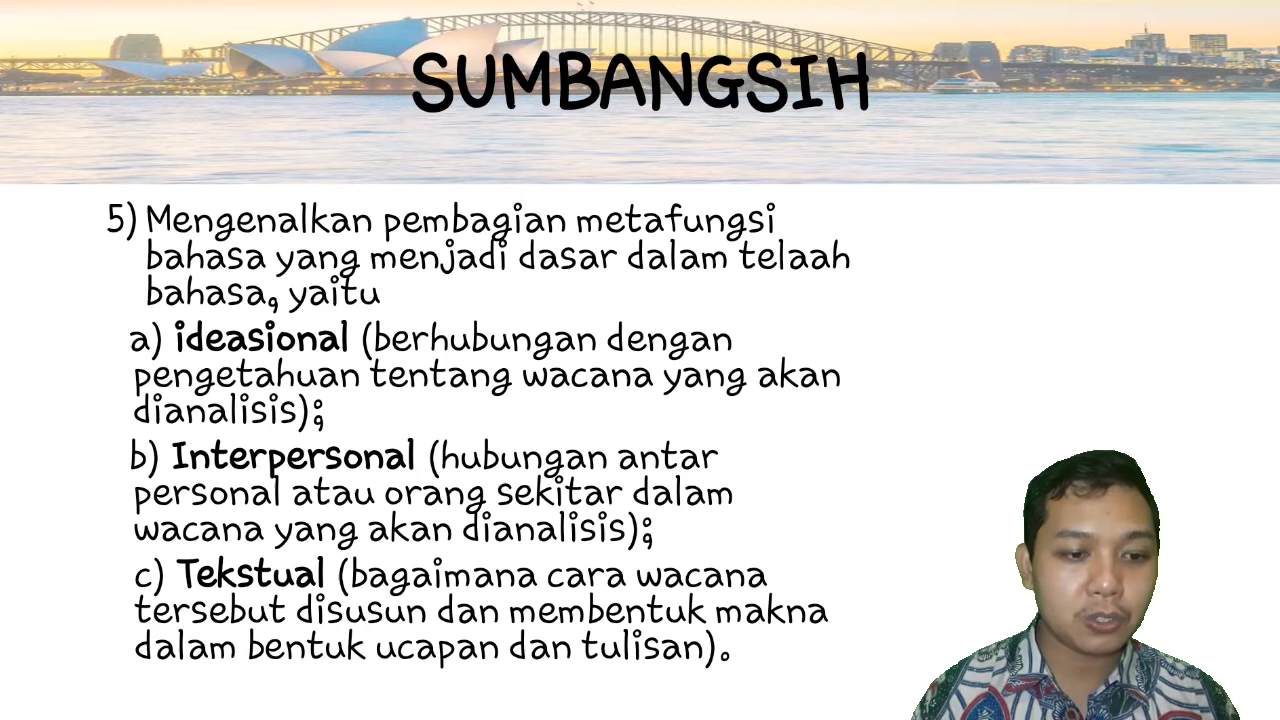 SUMBANGSIH
5) Mengenalkan pembagian metafungsi
bahasa yang menjadi dasar dalam telaah
bahasa, yaitu
a) ideasional (berhubungan dengan
pengetahuan tentang wacana yang akan
dianalisis);
b) Interpersonal (hubungan antar
personal atau orang sekitar dalam
wacana yang akan dianalisis);
c) Tekstual (bagaimana cara wacana
tersebut disusun dan membentuk makna
dalam bentuk ucapan dan tulisan).